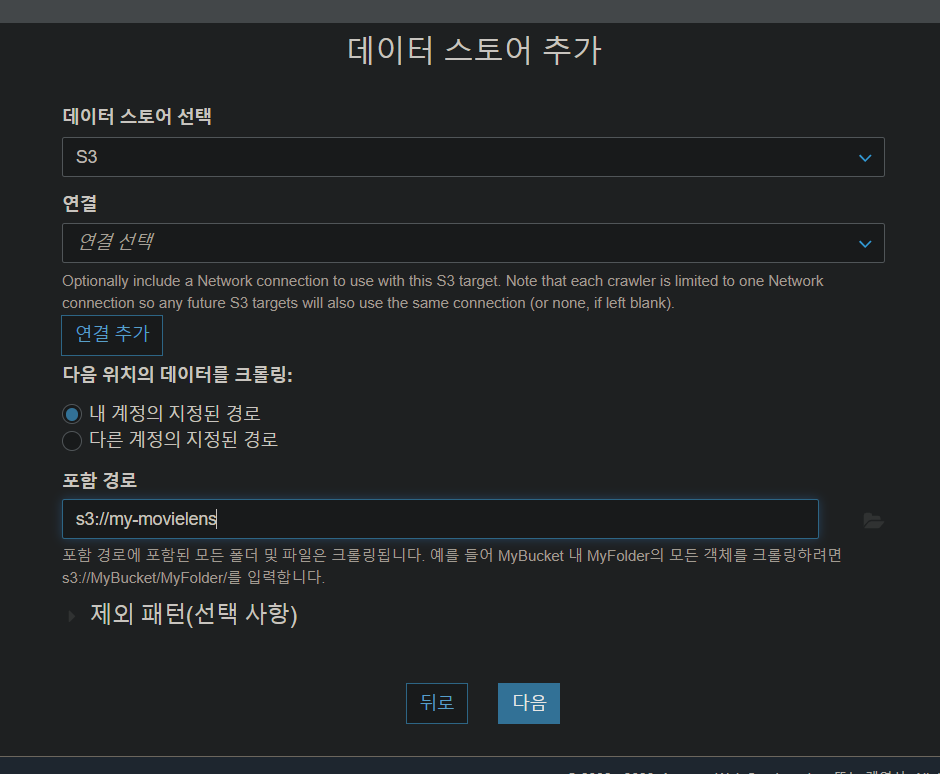 데이터 스토어 추가
데이터 스토어 선택
S3
연결
연결 선택
Optionally include a Network connection to use with this S3 target. Note that each crawler is limited to one Network
connection so any future S3 targets will also use the same connection (or none, if left blank).
연결 추가
다음 위치의 데이터를 크롤링:
내 계정의 지정된 경로
다른 계정의 지정된 경로
포함 경로
s3://my-movielens
포함 경로에 포함된 모든 폴더 및 파일은 크롤링됩니다. 예를 들어 MyBucket 내 MyFolder의 모든 객체를 크롤링하려면
s3://MyBucket/MyFolder/를 입력합니다.
제외 패턴(선택 사항)
뒤로 다음